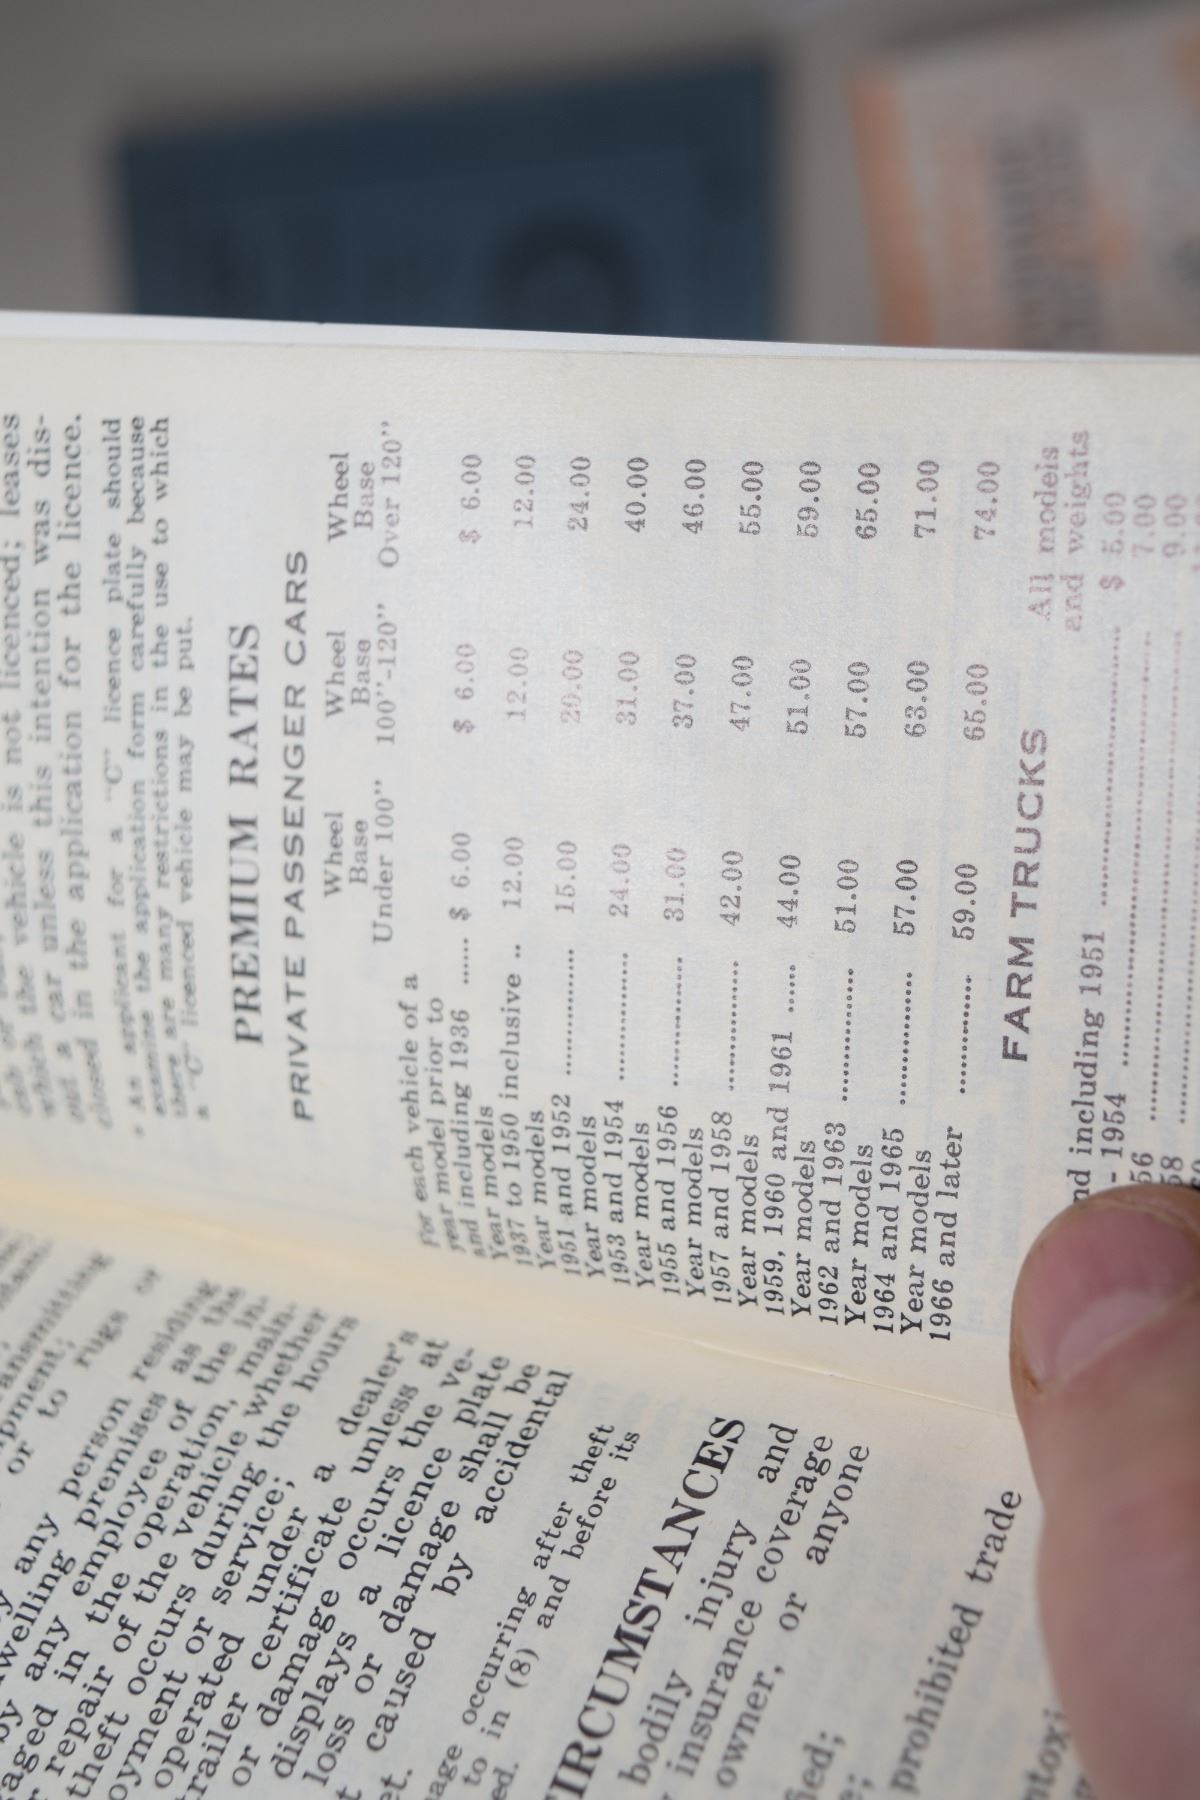 which the vehicle is not licenced; leases
out a car unless this intention was dis-
closed in the application for the licence.
* An applicant for a "C" licence plate should
examine the application form carefully because
there are many restrictions in the use to which
a "C" licenced vehicle may be put.
PREMIUM RATES
PRIVATE PASSENGER CARS
Wheel Base Under 100" Wheel Base 100"-120" Wheel Base Over 120"
For each vehicle of a
year model prior to
and including 1936 ...... $ 6.00 $ 6.00 $ 6.00
Year models
1937 to 1950 inclusive .. 12.00 12.00 12.00
Year models
1951 and 1952 ............ 15.00 20.00 24.00
Year models
1953 and 1954 ............ 24.00 31.00 40.00
Year models
1955 and 1956 ............ 31.00 37.00 46.00
Year models
1957 and 1958 ............ 42.00 47.00 55.00
Year models
1959, 1960 and 1961 ...... 44.00 51.00 59.00
Year models
1962 and 1963 ............ 51.00 57.00 65.00
Year models
1964 and 1965 ............ 57.00 63.00 71.00
Year models
1966 and later ............ 59.00 65.00 74.00
FARM TRUCKS
All models
and weights
including 1951 ............ $ 5.00
- 1954 ............ 7.00
56 ............ 9.00
58
or to rugs or
any person residing
premises as the
by any employee of the
in the operation, main-
repair of the vehicle whether
theft occurs during the hours
or service;
operated under a dealer's
certificate unless
or damage occurs at
displays a licence plate
loss or damage shall be
caused by accidental
occurring after theft
to in (8) and before its
bodily injury and
insurance coverage
owner, or anyone
prohibited trade